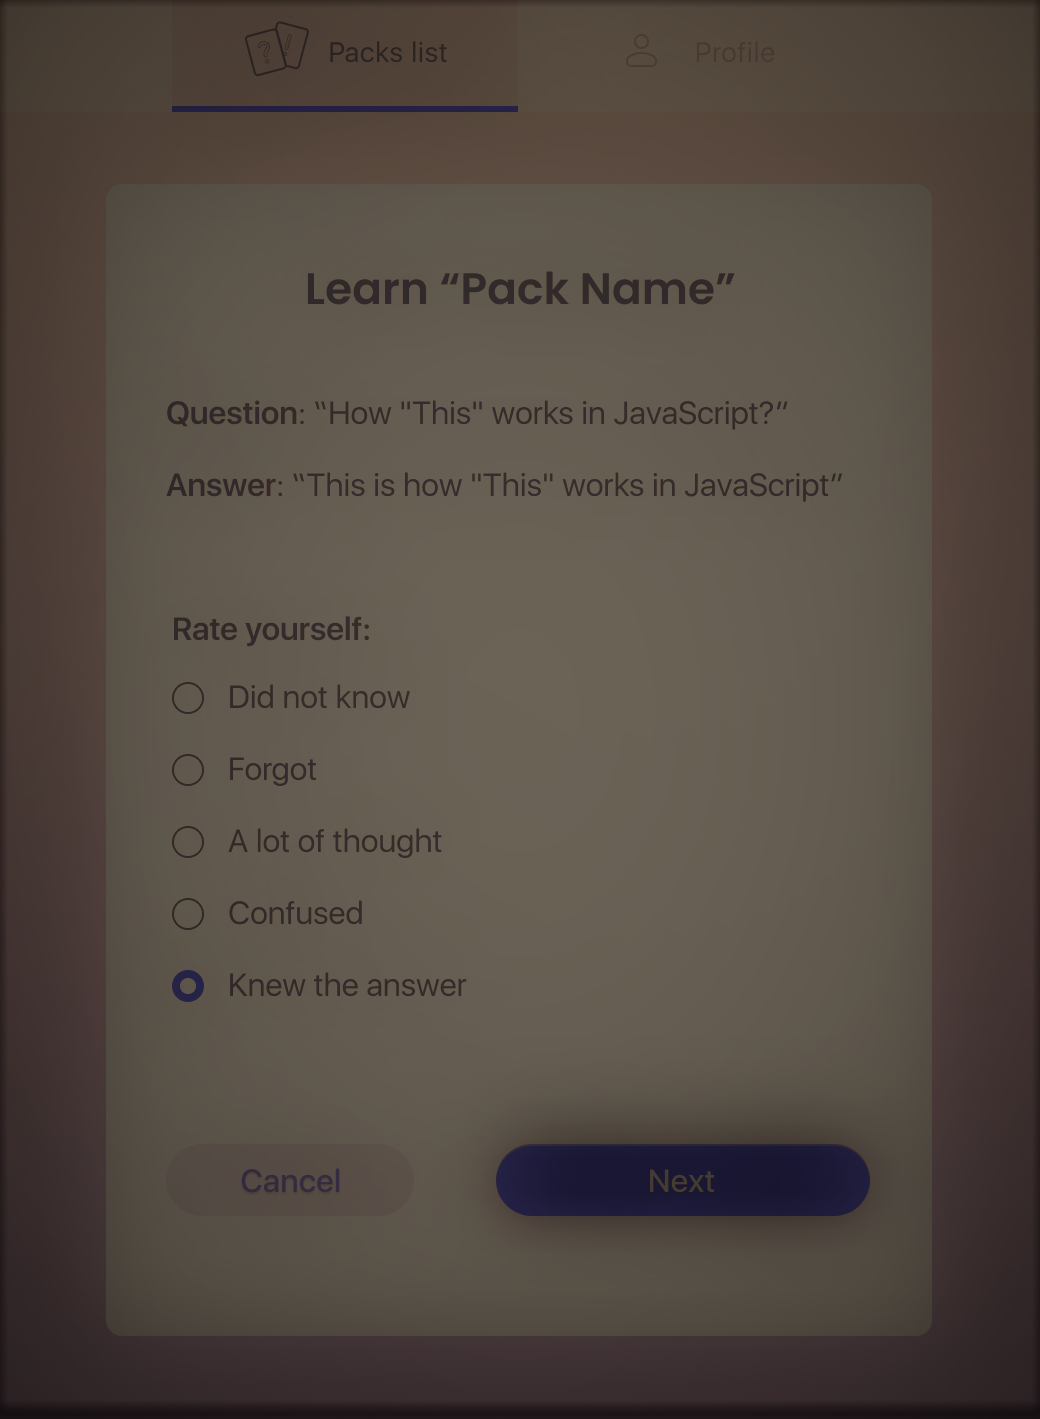 Packs list
Profile
Learn “Pack Name”
Question: “How "This" works in JavaScript?”
Answer: “This is how "This" works in JavaScript”
Rate yourself:
Did not know
Forgot
A lot of thought
Confused
Knew the answer
Cancel
Next